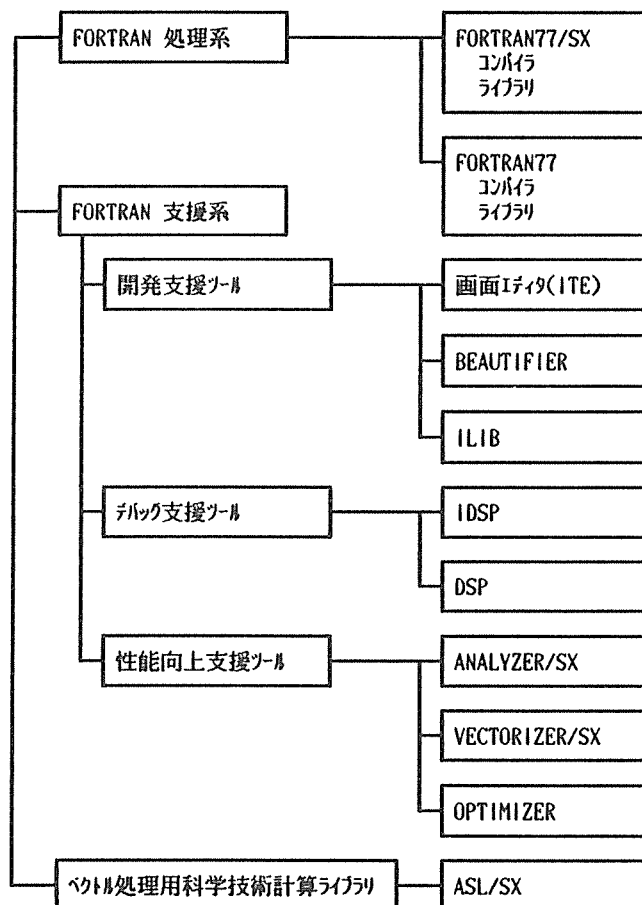 FORTRAN 処理系
FORTRAN77/SX
コンパイラ
ライブラリ
FORTRAN77
コンパイラ
ライブラリ
FORTRAN 支援系
開発支援ツール
画面エディタ(ITE)
BEAUTIFIER
ILIB
デバッグ支援ツール
IDSP
DSP
性能向上支援ツール
ANALYZER/SX
VECTORIZER/SX
OPTIMIZER
ベクトル処理用科学技術計算ライブラリ
ASL/SX